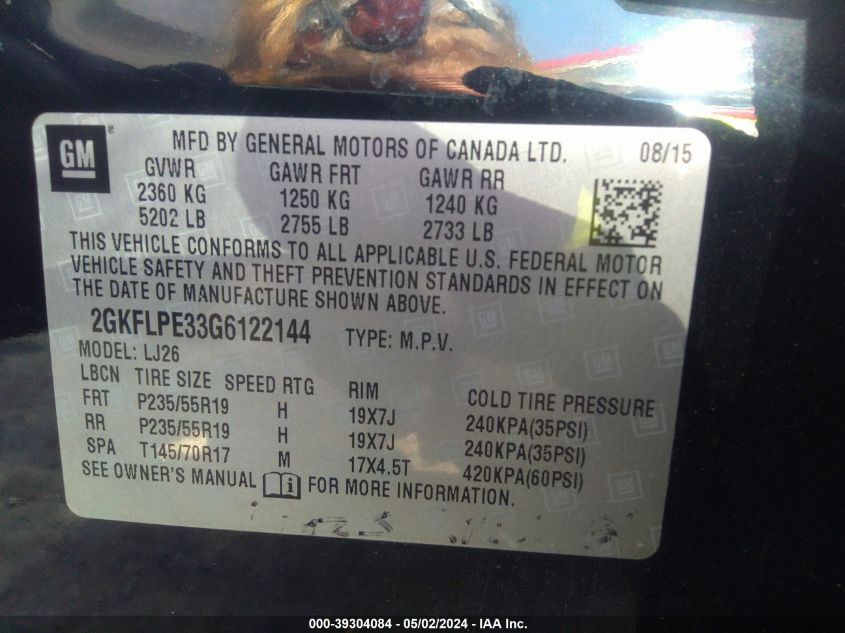 GM ® MFD BY GENERAL MOTORS OF CANADA LTD. 08/15
GVWR GAWR FRT GAWR RR
2360 KG 1250 KG 1240 KG
5202 LB 2755 LB 2733 LB
THIS VEHICLE CONFORMS TO ALL APPLICABLE U.S. FEDERAL MOTOR
VEHICLE SAFETY AND THEFT PREVENTION STANDARDS IN EFFECT ON
THE DATE OF MANUFACTURE SHOWN ABOVE.
2GKFLPE33G6122144 TYPE: M.P.V.
MODEL: LJ26
LBCN TIRE SIZE SPEED RTG RIM COLD TIRE PRESSURE
FRT P235/55R19 H 19X7J 240KPA(35PSI)
RR P235/55R19 H 19X7J 240KPA(35PSI)
SPA T145/70R17 M 17X4.5T 420KPA(60PSI)
SEE OWNER'S MANUAL FOR MORE INFORMATION.
000-39304084 - 05/02/2024 - IAA Inc.